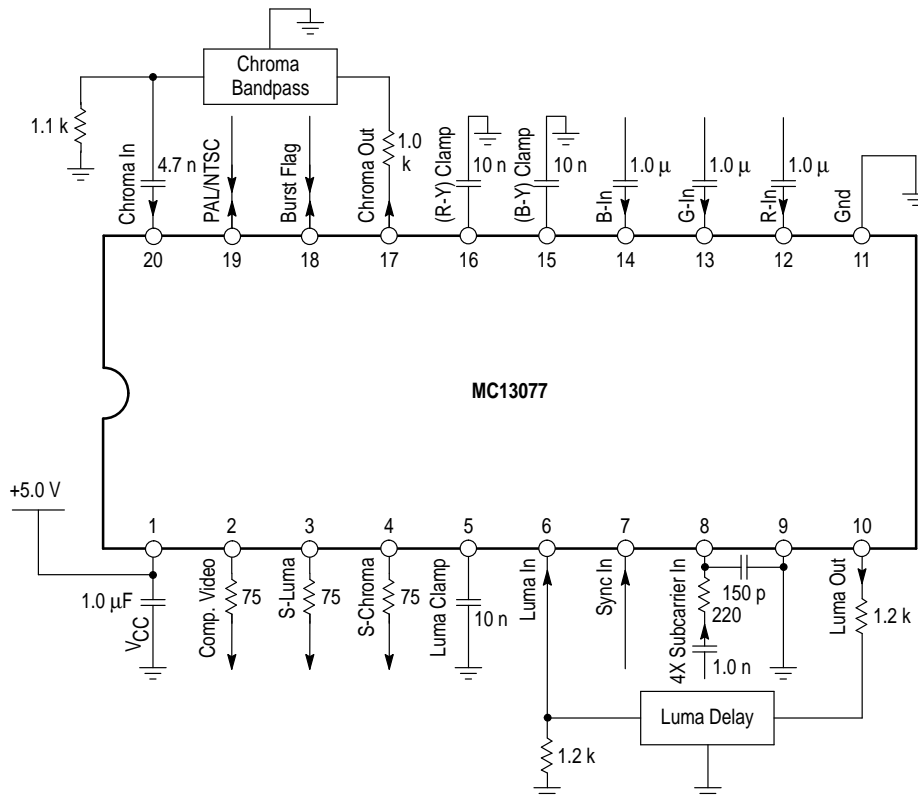 Chroma
Bandpass
1.1 k
Chroma In
4.7 n
PAL/NTSC
Burst Flag
Chroma Out
1.0
k
(R-Y) Clamp
10 n
(B-Y) Clamp
10 n
B-In
1.0 µ
G-In
1.0 µ
R-In
1.0 µ
Gnd
20 19 18 17 16 15 14 13 12 11
MC13077
+5.0 V
1 2 3 4 5 6 7 8 9 10
1.0 µF
VCC
Comp. Video
75
S-Luma
75
S-Chroma
75
Luma Clamp
10 n
Luma In
Sync In
4X Subcarrier In
150 p
220
1.0 n
Luma Out
1.2 k
Luma Delay
1.2 k